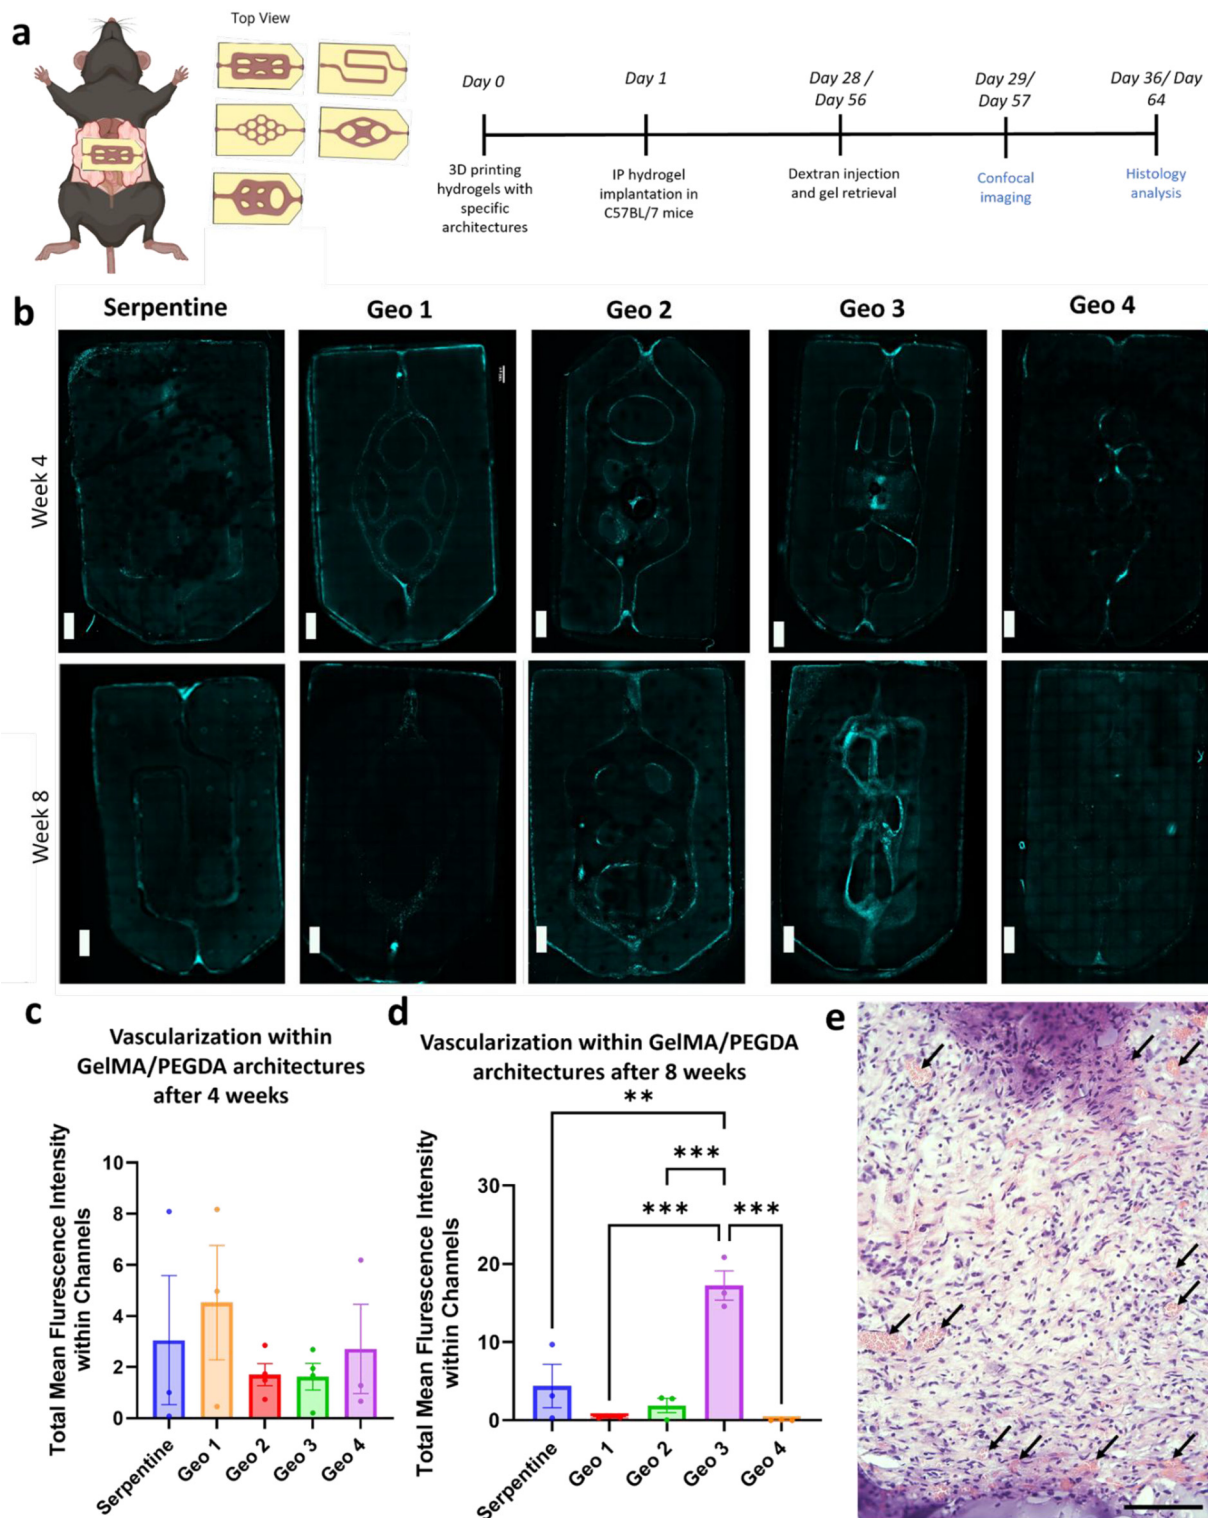 a
Top View
Day 0
Day 1
Day 28 /
Day 56
Day 29/
Day 57
Day 36/ Day
64
3D printing
hydrogels with
specific
architectures
IP hydrogel
implantation in
C57BL/7 mice
Dextran injection
and gel retrieval
Confocal
imaging
Histology
analysis
b
Serpentine
Geo 1
Geo 2
Geo 3
Geo 4
Week 4
Week 8
c
Vascularization within
GelMA/PEGDA architectures
after 4 weeks
Total Mean Flurescence Intensity
within Channels
10
8
6
4
2
0
Serpentine
Geo 1
Geo 2
Geo 3
Geo 4
d
Vascularization within GelMA/PEGDA
architectures after 8 weeks
**
***
*** ***
Total Mean Flurescence Intensity
within Channels
30
20
10
0
Serpentine
Geo 1
Geo 2
Geo 3
Geo 4
e